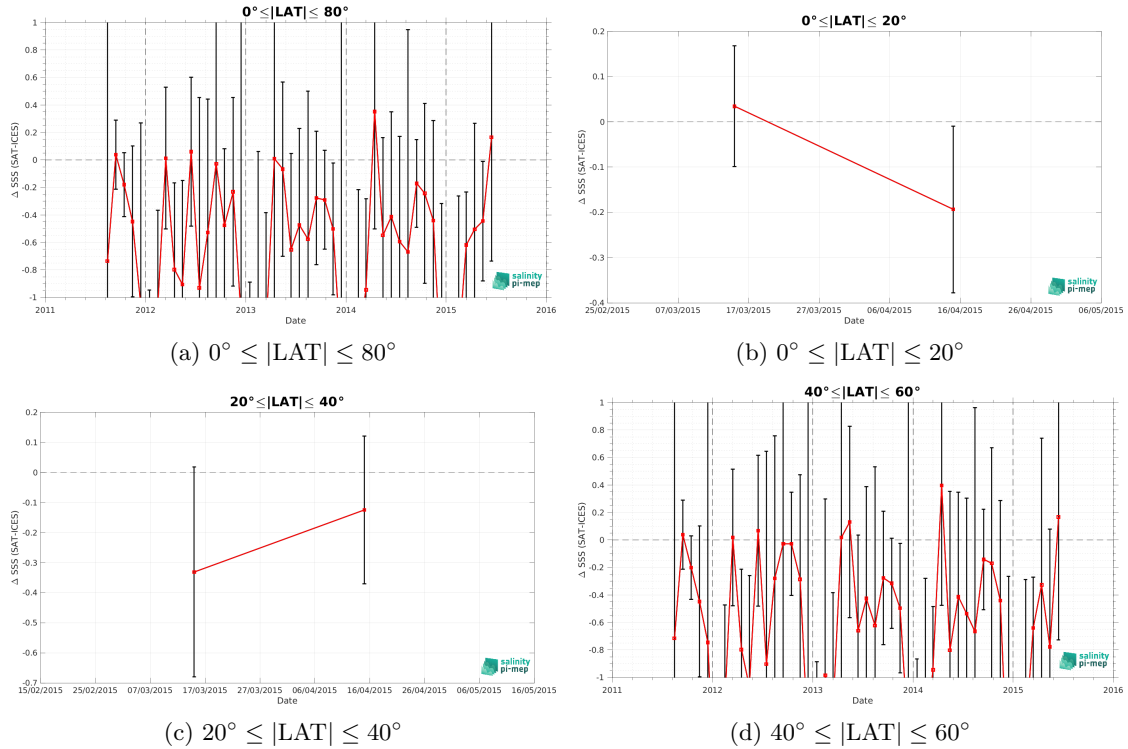 0°≤|LAT|≤ 80°
Δ SSS (SAT-ICES)
1
0.8
0.6
0.4
0.2
0
-0.2
-0.4
-0.6
-0.8
-1
2011 2012 2013 2014 2015 2016
Date
salinity
pi-mep
(a) 0° ≤ |LAT| ≤ 80°
0°≤|LAT|≤ 20°
Δ SSS (SAT-ICES)
0.2
0.1
0
-0.1
-0.2
-0.3
-0.4
25/02/2015 07/03/2015 17/03/2015 27/03/2015 06/04/2015 16/04/2015 26/04/2015 06/05/2015
Date
salinity
pi-mep
(b) 0° ≤ |LAT| ≤ 20°
20°≤|LAT|≤ 40°
Δ SSS (SAT-ICES)
0.2
0.1
0
-0.1
-0.2
-0.3
-0.4
-0.5
-0.6
-0.7
15/02/2015 25/02/2015 07/03/2015 17/03/2015 27/03/2015 06/04/2015 16/04/2015 26/04/2015 06/05/2015 16/05/2015
Date
salinity
pi-mep
(c) 20° ≤ |LAT| ≤ 40°
40°≤|LAT|≤ 60°
Δ SSS (SAT-ICES)
1
0.8
0.6
0.4
0.2
0
-0.2
-0.4
-0.6
-0.8
-1
2011 2012 2013 2014 2015 2016
Date
salinity
pi-mep
(d) 40° ≤ |LAT| ≤ 60°